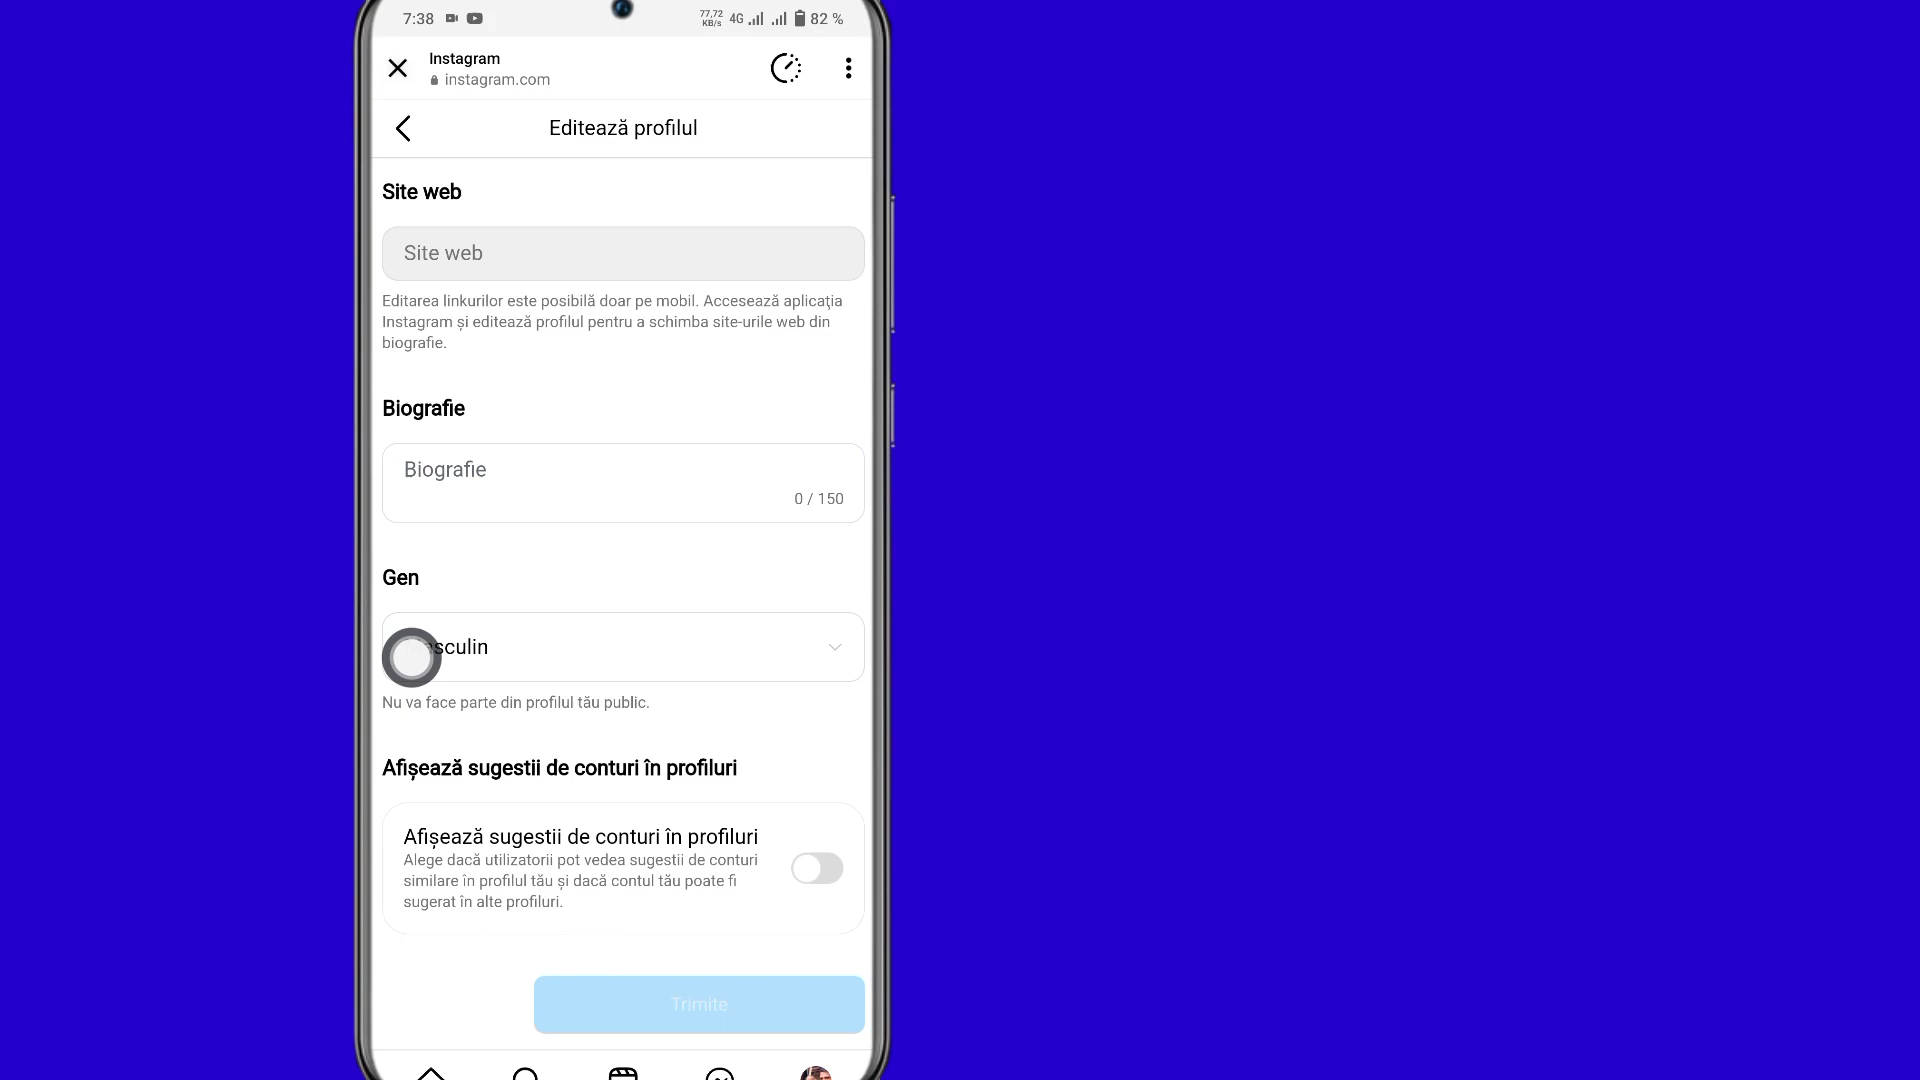 7:38
77,72
KB/s
4G
82 %
Instagram
instagram.com
Editează profilul
Site web
Site web
Editarea linkurilor este posibilă doar pe mobil. Accesează aplicația
Instagram și editează profilul pentru a schimba site-urile web din
biografie.
Biografie
Biografie
0 / 150
Gen
sculin
Nu va face parte din profilul tău public.
Afișează sugestii de conturi în profiluri
Afișează sugestii de conturi în profiluri
Alege dacă utilizatorii pot vedea sugestii de conturi
similare în profilul tău și dacă contul tău poate fi
sugerat în alte profiluri.
Trimite